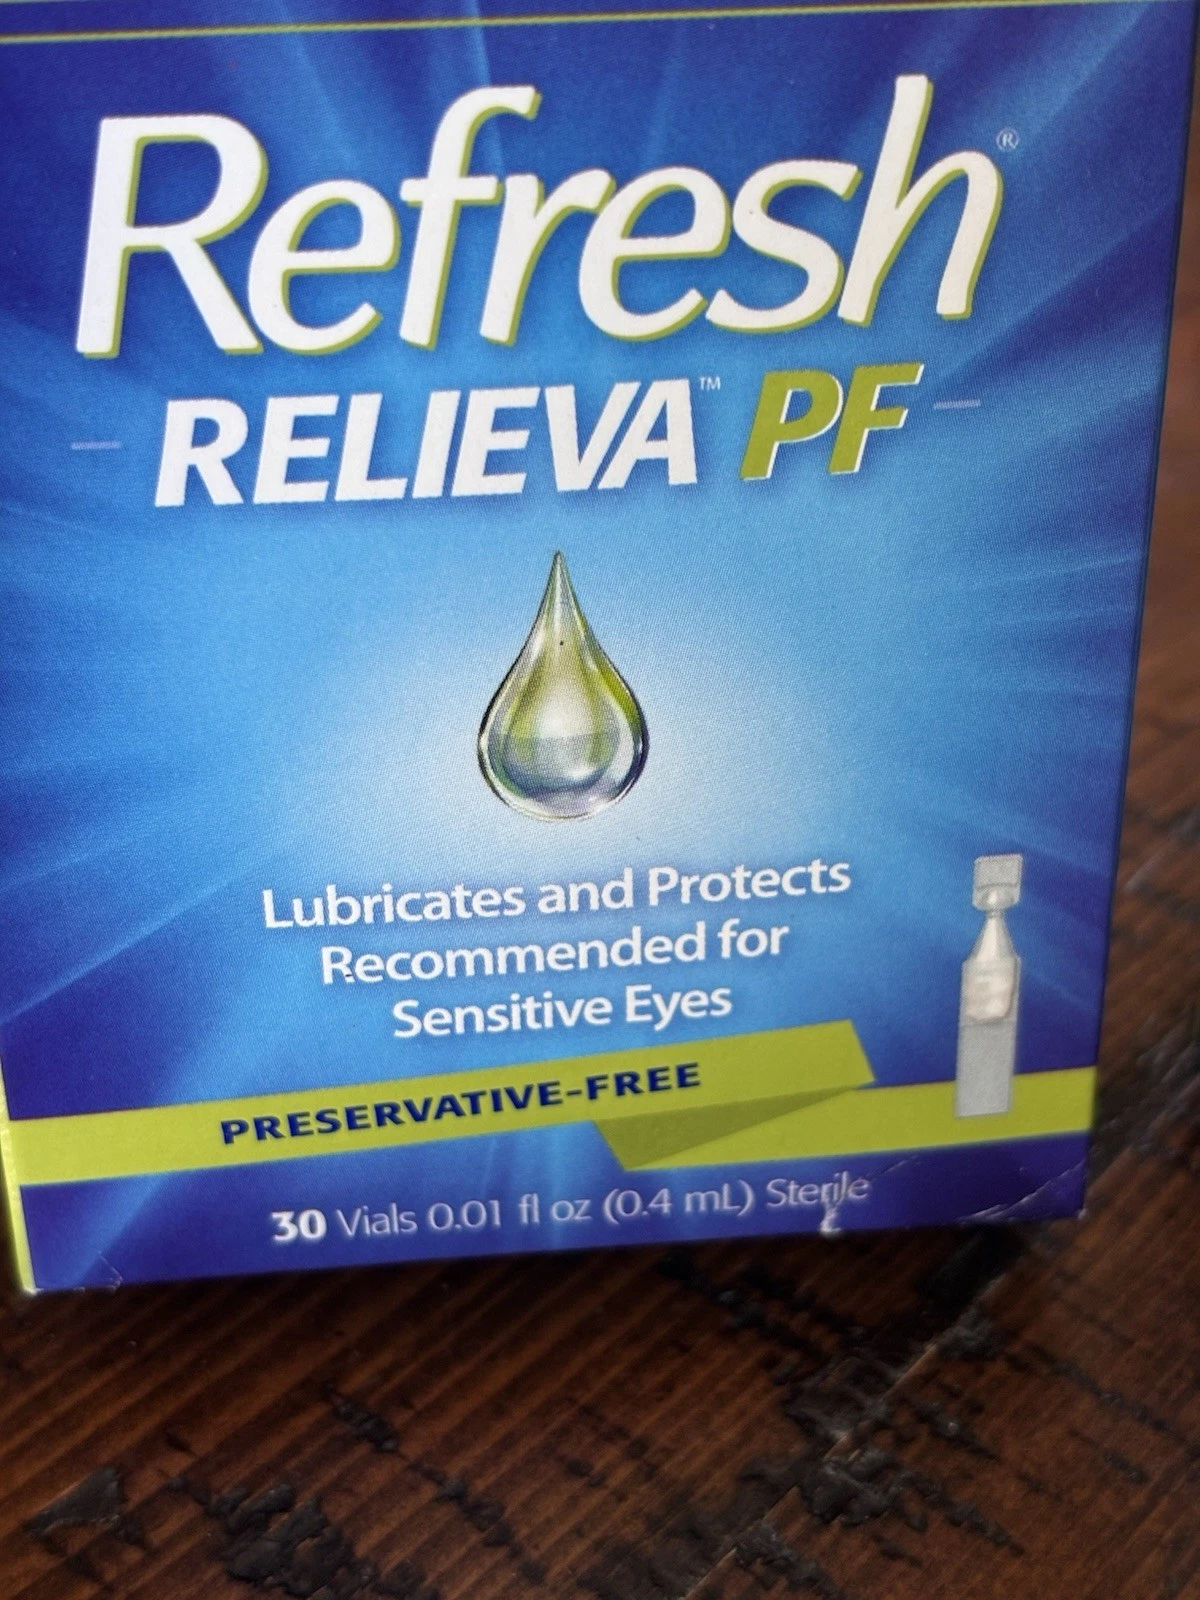 Refresh®
RELIEVA™ PF
Lubricates and Protects
Recommended for
Sensitive Eyes
PRESERVATIVE-FREE
30 Vials 0.01 fl oz (0.4 mL) Sterile